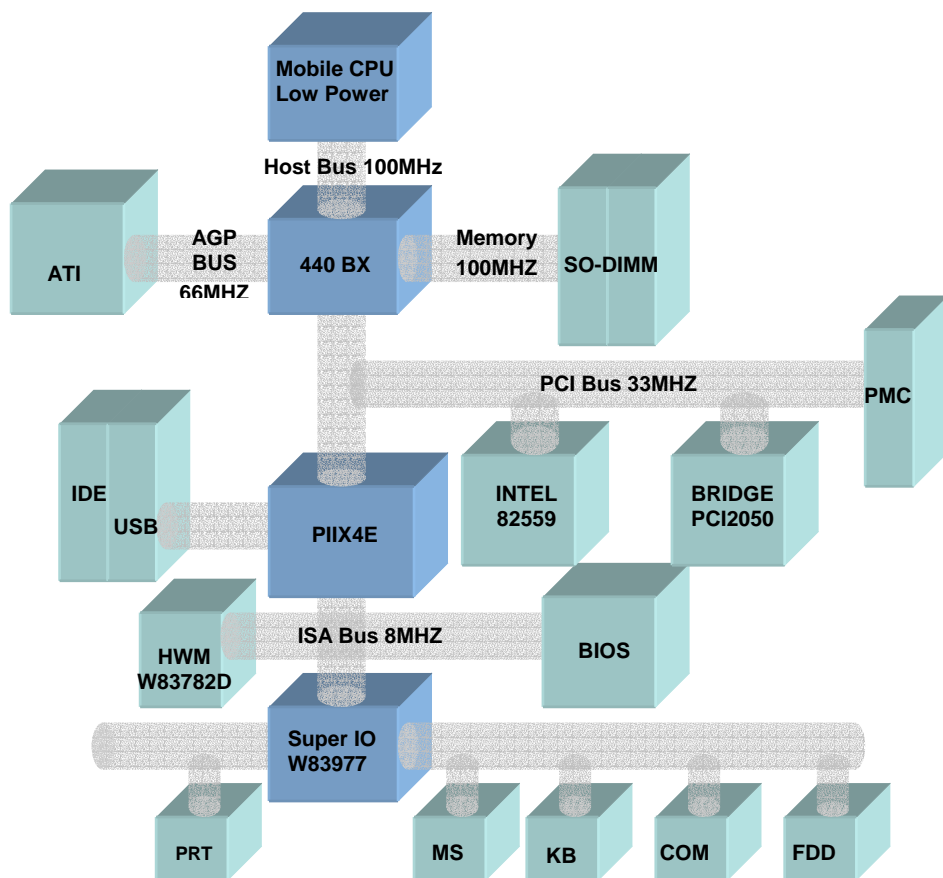 Mobile CPU
Low Power
Host Bus 100MHz
ATI
AGP
BUS
66MHZ
440 BX
Memory
100MHZ
SO-DIMM
PCI Bus 33MHZ
PMC
IDE
USB
PIIX4E
INTEL
82559
BRIDGE
PCI2050
HWM
W83782D
ISA Bus 8MHZ
BIOS
Super IO
W83977
PRT
MS
KB
COM
FDD